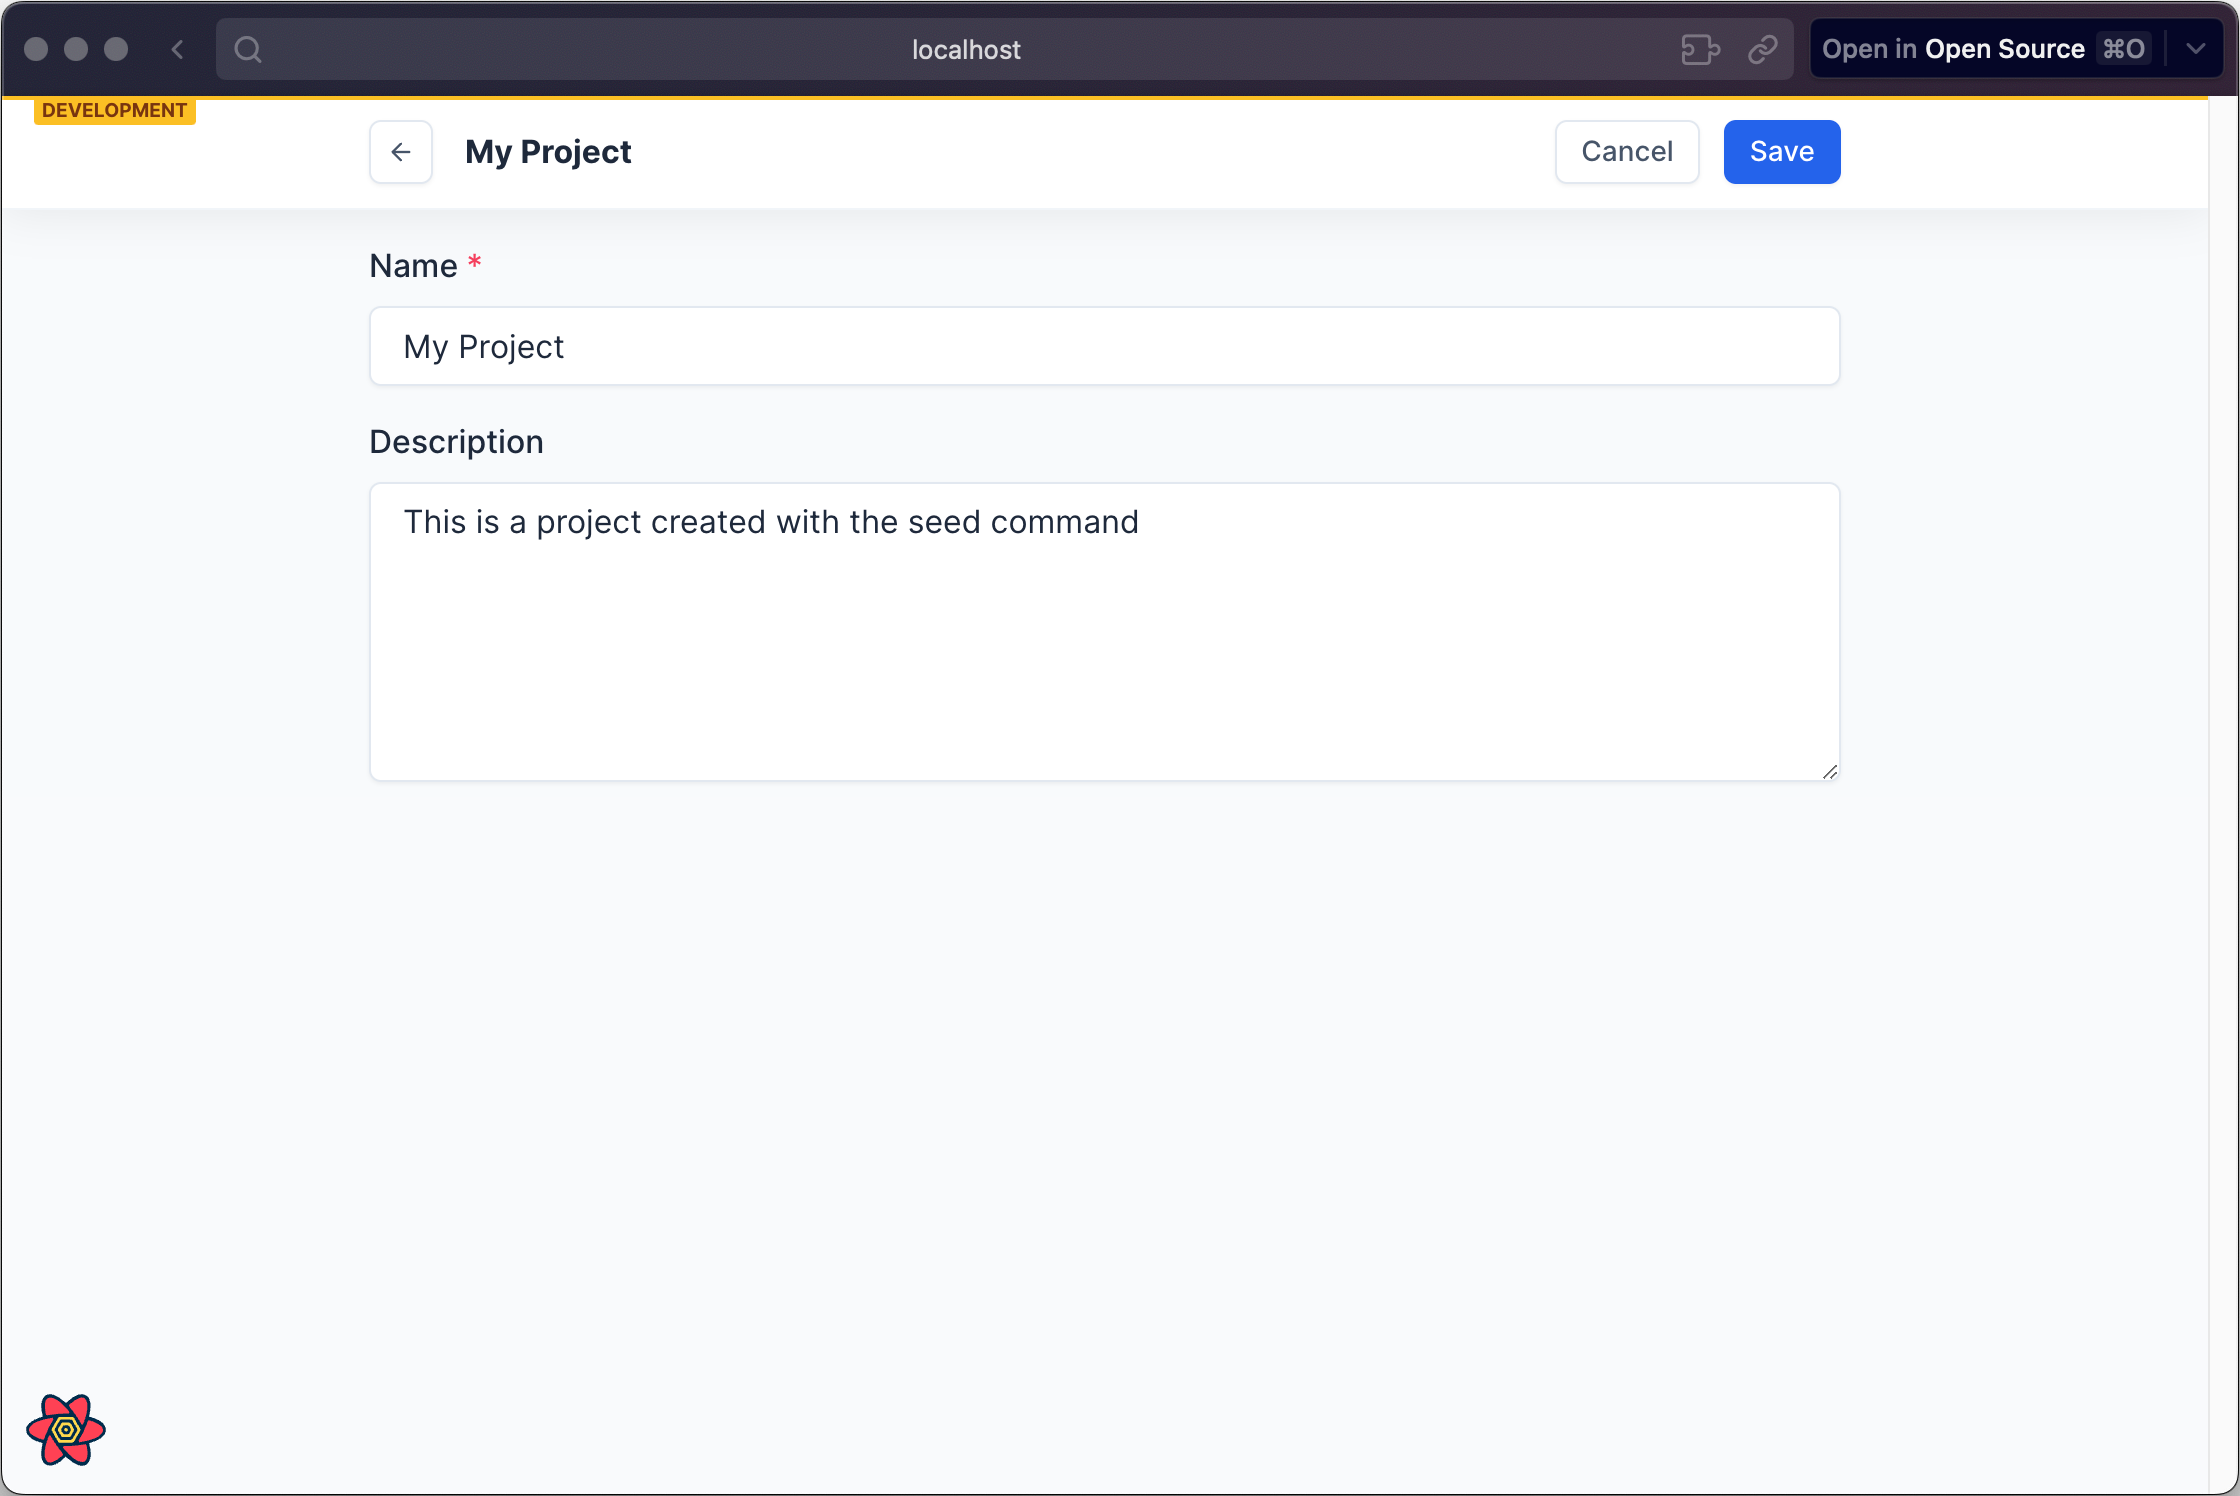 localhost
Open in Open Source ⌘O
DEVELOPMENT
My Project
Cancel
Save
Name *
My Project
Description
This is a project created with the seed command